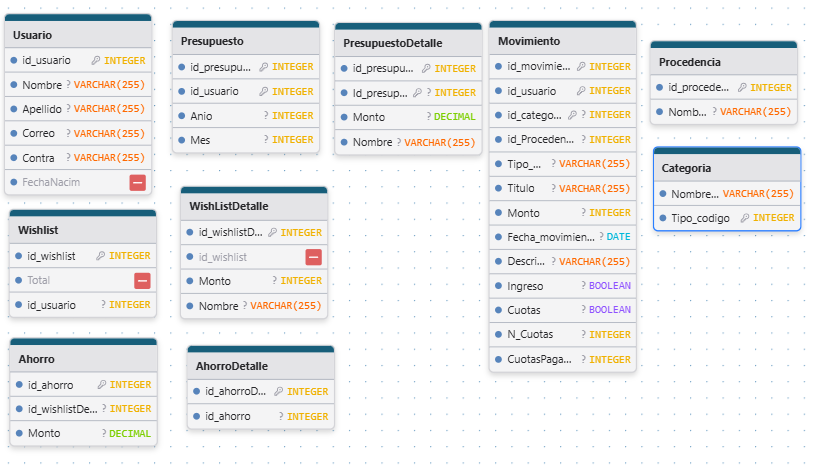 Usuario
id_usuario INTEGER
Nombre ? VARCHAR(255)
Apellido ? VARCHAR(255)
Correo ? VARCHAR(255)
Contra ? VARCHAR(255)
FechaNacim
Presupuesto
id_presupu... INTEGER
id_usuario INTEGER
Anio ? INTEGER
Mes ? INTEGER
PresupuestoDetalle
id_presupu... INTEGER
Id_presup... ? INTEGER
Monto ? DECIMAL
Nombre ? VARCHAR(255)
Movimiento
id_movimie... INTEGER
id_usuario INTEGER
id_catego... ? INTEGER
id_Proceden... ? INTEGER
Tipo_... ? VARCHAR(255)
Titulo ? VARCHAR(255)
Monto ? INTEGER
Fecha_movimien... ? DATE
Descri... ? VARCHAR(255)
Ingreso ? BOOLEAN
Cuotas ? BOOLEAN
N_Cuotas ? INTEGER
CuotasPaga... ? INTEGER
Procedencia
id_procede... INTEGER
Nomb... ? VARCHAR(255)
Categoria
Nombre... VARCHAR(255)
Tipo_codigo INTEGER
Wishlist
id_wishlist INTEGER
Total
id_usuario ? INTEGER
WishListDetalle
id_wishlistD... INTEGER
id_wishlist
Monto ? INTEGER
Nombre ? VARCHAR(255)
Ahorro
id_ahorro INTEGER
id_wishlistDe... ? INTEGER
Monto ? DECIMAL
AhorroDetalle
id_ahorroD... INTEGER
id_ahorro ? INTEGER